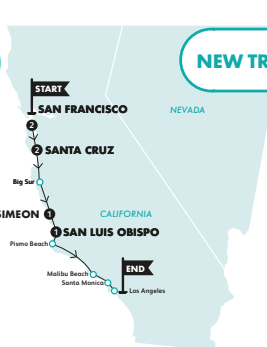 NEW TR
START
SAN FRANCISCO
NEVADA
2
2 SANTA CRUZ
Big Sur
SIMEON 1
CALIFORNIA
1 SAN LUIS OBISPO
Pismo Beach
END
Malibu Beach
Santa Monica
Los Angeles